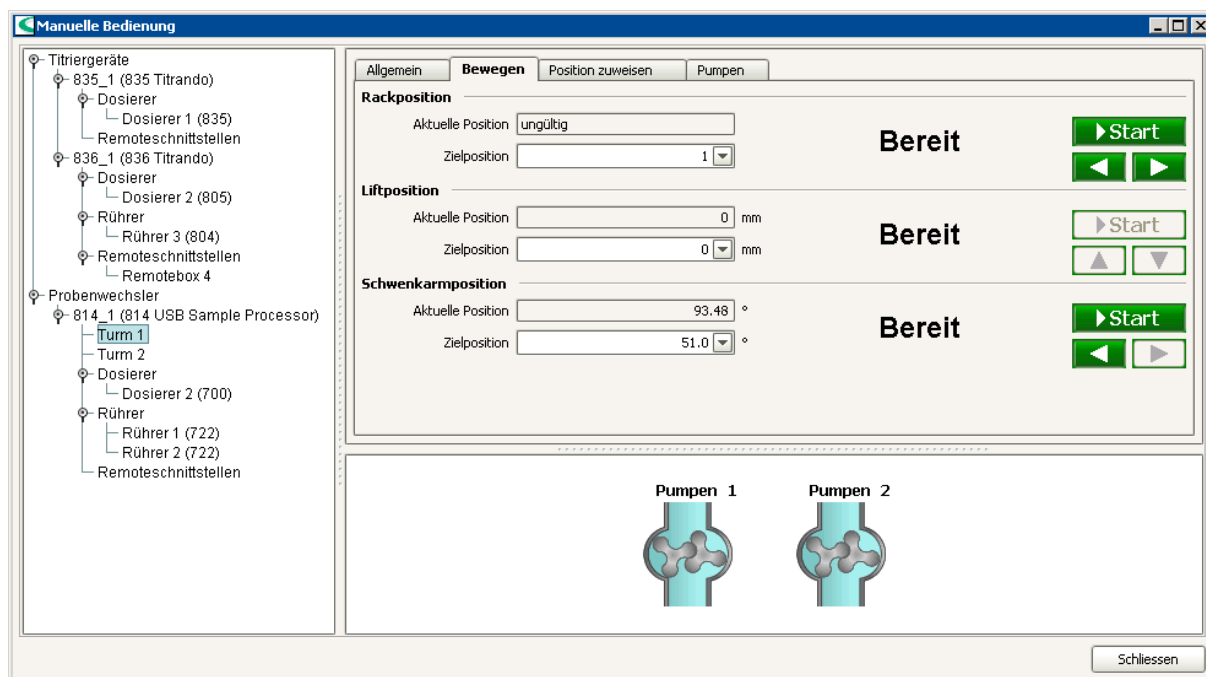 Manuelle Bedienung
Titriergeräte
835_1 (835 Titrando)
Dosierer
Dosierer 1 (835)
Remoteschnittstellen
836_1 (836 Titrando)
Dosierer
Dosierer 2 (805)
Rührer
Rührer 3 (804)
Remoteschnittstellen
Remotebox 4
Probenwechsler
814_1 (814 USB Sample Processor)
Turm 1
Turm 2
Dosierer
Dosierer 2 (700)
Rührer
Rührer 1 (722)
Rührer 2 (722)
Remoteschnittstellen
Allgemein Bewegen Position zuweisen Pumpen
Rackposition
Aktuelle Position ungültig
Zielposition 1
Bereit
Start
Liftposition
Aktuelle Position 0 mm
Zielposition 0 mm
Bereit
Start
Schwenkarmposition
Aktuelle Position 93.48 °
Zielposition 51.0 °
Bereit
Start
Pumpen 1 Pumpen 2
Schliessen